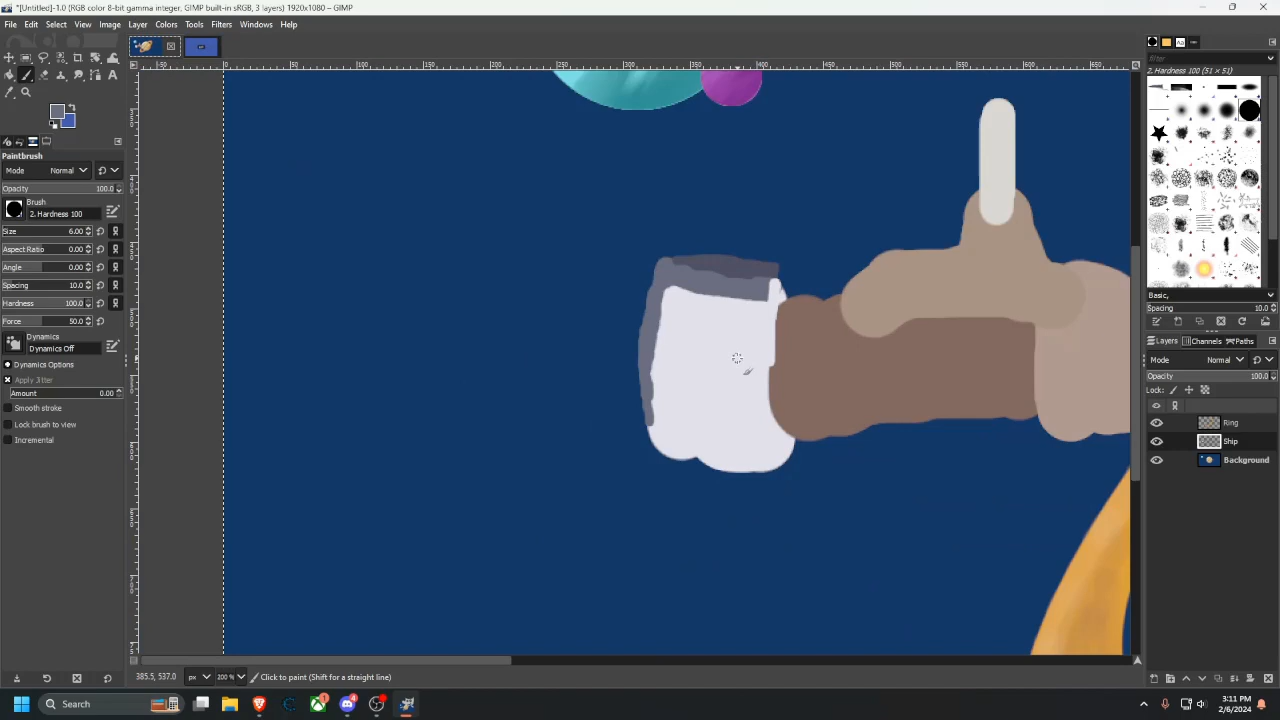 *[Untitled]-1.0 (RGB color 8-bit gamma integer, GIMP built-in sRGB, 3 layers) 1920x1080 – GIMP
File Edit Select View Image Layer Colors Tools Filters Windows Help
filter
2. Hardness 100 (51 × 51)
Paintbrush
Mode Normal
Opacity 100.0
Brush
2. Hardness 100
Size 6.00
Aspect Ratio 0.00
Angle 0.00
Spacing 10.0
Hardness 100.0
Force 50.0
Dynamics
Dynamics Off
Dynamics Options
Apply Jitter
Amount 0.00
Smooth stroke
Lock brush to view
Incremental
Basic,
Spacing 10.0
Layers Channels Paths
Mode Normal
Opacity 100.0
Lock:
Ring
Ship
Background
385.5, 537.0 px 200 % Click to paint (Shift for a straight line)
Search
3:11 PM
2/6/2024